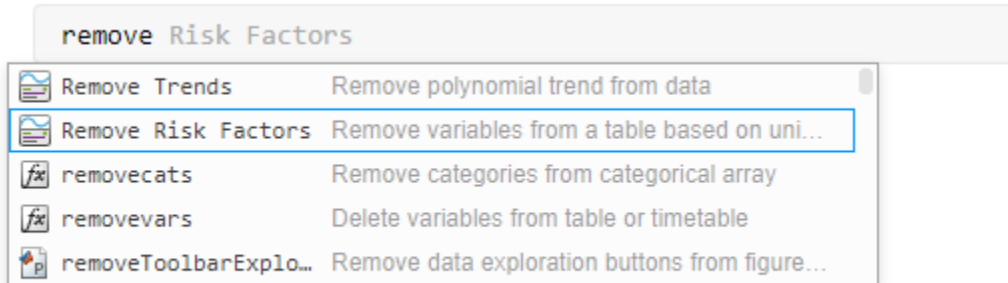 remove Risk Factors
Remove Trends Remove polynomial trend from data
Remove Risk Factors Remove variables from a table based on uni...
fx removecats Remove categories from categorical array
fx removevars Delete variables from table or timetable
P removeToolbarExplo... Remove data exploration buttons from figure...